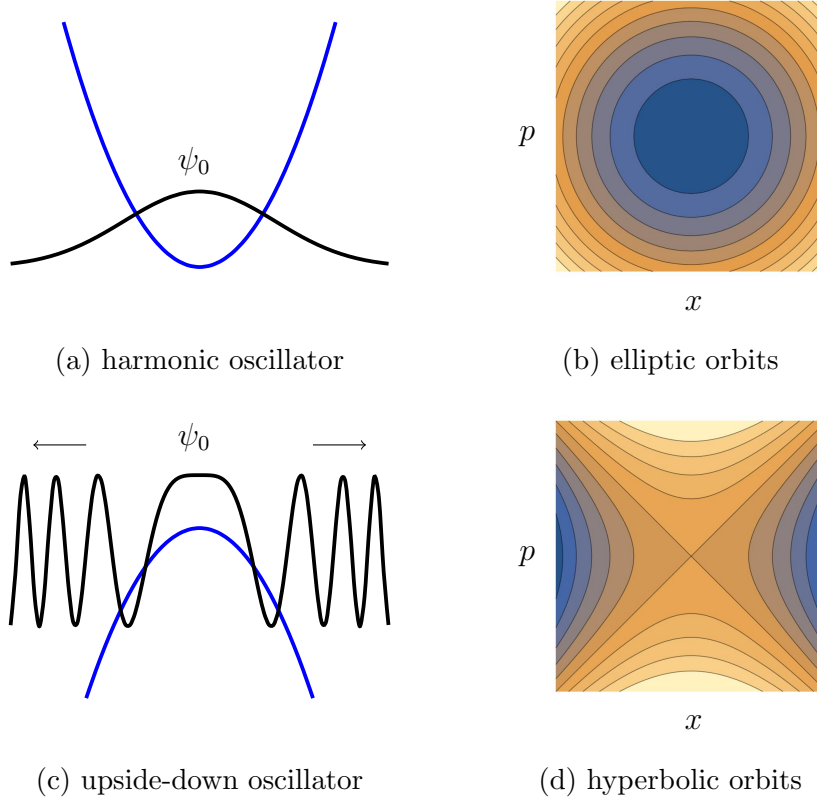 ψ₀
p
x
(a) harmonic oscillator
(b) elliptic orbits
ψ₀
p
x
(c) upside-down oscillator
(d) hyperbolic orbits